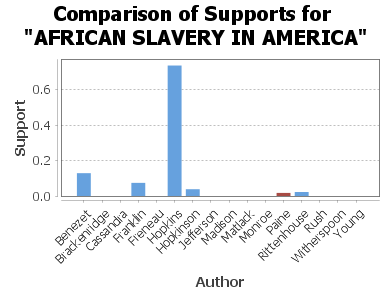 Comparison of Supports for
"AFRICAN SLAVERY IN AMERICA"
Support
0.6
0.4
0.2
0.0
Benezet
Brackenridge
Cassandra
Franklin
Freneau
Hopkins
Hopkinson
Jefferson
Madison
Matlack
Monroe
Paine
Rittenhouse
Rush
Witherspoon
Young
Author